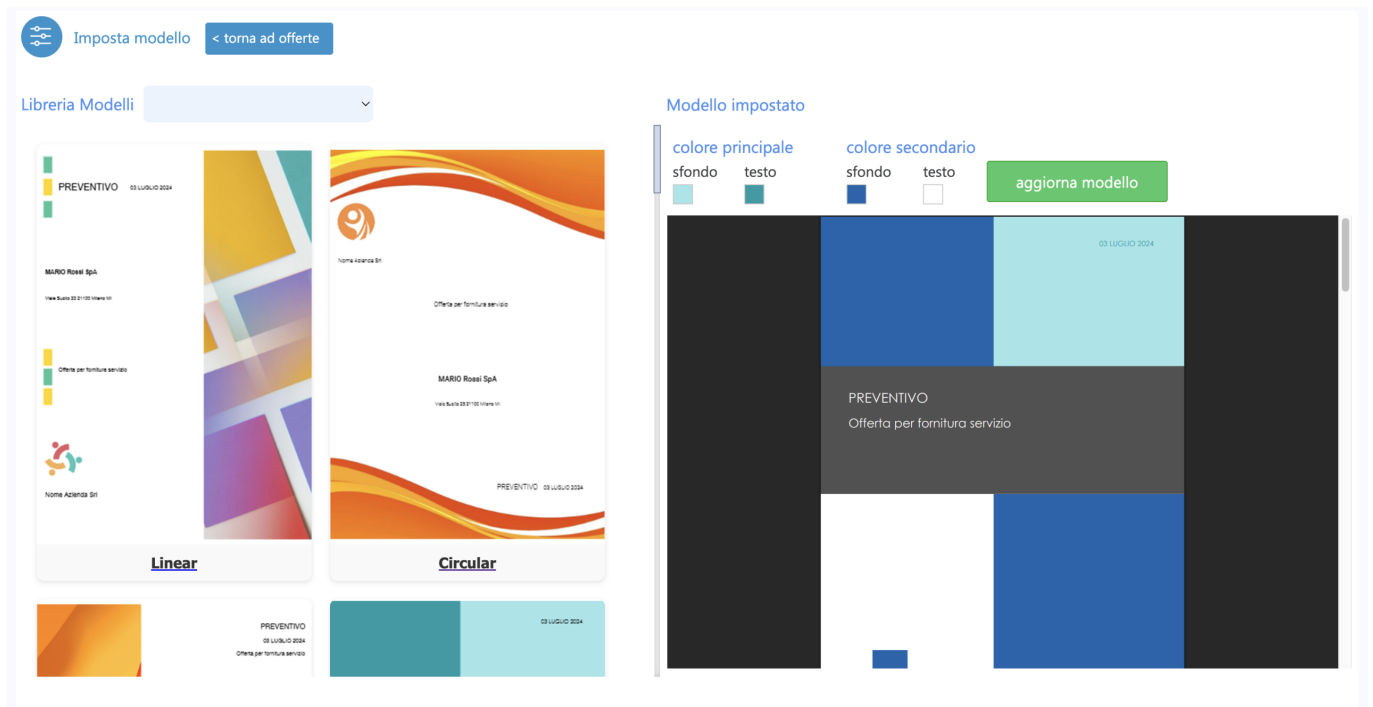 Imposta modello
< torna ad offerte
Libreria Modelli
PREVENTIVO 03 LUGLIO 2024
MARIO Rossi SpA
Offerta per fornitura servizio
Nome Azienda Srl
Linear
Nome Azienda Srl
Offerta per fornitura servizio
MARIO Rossi SpA
PREVENTIVO 03 LUGLIO 2024
Circular
PREVENTIVO
03 LUGLIO 2024
Offerta per fornitura servizio
03 LUGLIO 2024
Modello impostato
colore principale
sfondo testo
colore secondario
sfondo testo
aggiorna modello
03 LUGLIO 2024
PREVENTIVO
Offerta per fornitura servizio